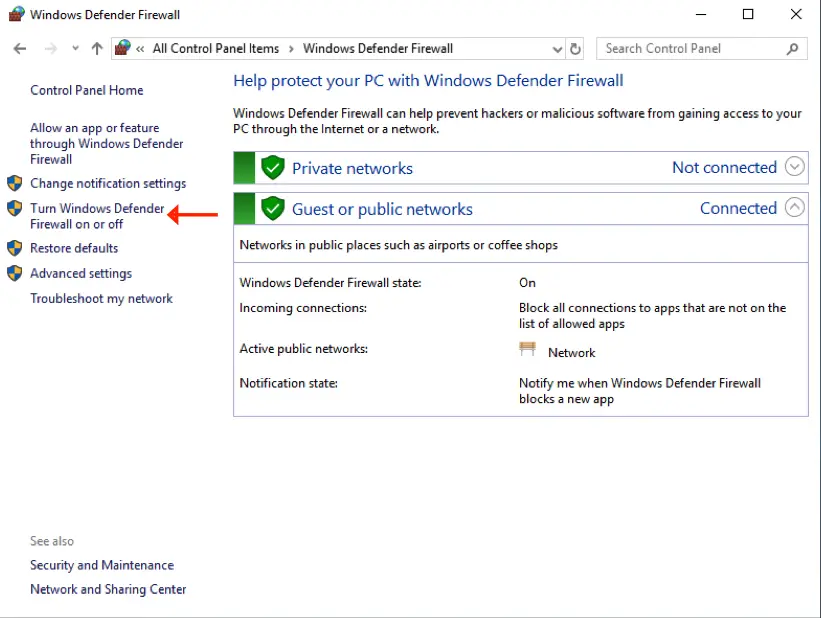 Windows Defender Firewall
« All Control Panel Items › Windows Defender Firewall
Search Control Panel
Control Panel Home
Allow an app or feature
through Windows Defender
Firewall
Change notification settings
Turn Windows Defender
Firewall on or off
Restore defaults
Advanced settings
Troubleshoot my network
Help protect your PC with Windows Defender Firewall
Windows Defender Firewall can help prevent hackers or malicious software from gaining access to your
PC through the Internet or a network.
Private networks Not connected
Guest or public networks Connected
Networks in public places such as airports or coffee shops
Windows Defender Firewall state: On
Incoming connections: Block all connections to apps that are not on the
list of allowed apps
Active public networks: Network
Notification state: Notify me when Windows Defender Firewall
blocks a new app
See also
Security and Maintenance
Network and Sharing Center